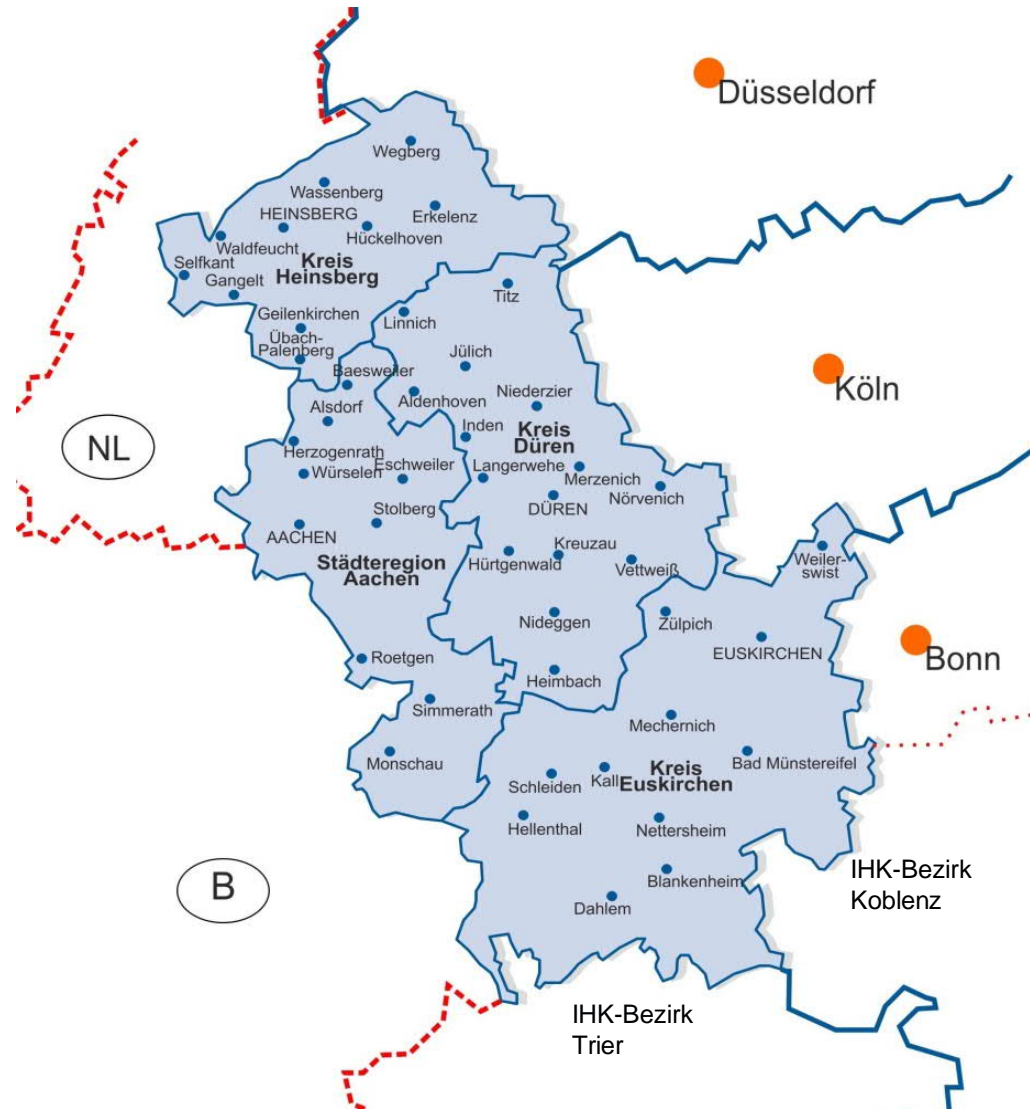 Düsseldorf
Wegberg
Wassenberg
HEINSBERG
Erkelenz
Hückelhoven
Waldfeucht
Kreis
Heinsberg
Selfkant
Gangelt
Titz
Geilenkirchen
Linnich
Übach-
Palenberg
Jülich
Baesweiler
Köln
Aldenhoven
Niederzier
Alsdorf
Inden
Kreis
Düren
NL
Herzogenrath
Würselen
Eschweiler
Langerwehe
Merzenich
Nörvenich
DÜREN
Stolberg
AACHEN
Städteregion
Aachen
Hürtgenwald
Kreuzau
Vettweiß
Weiler-
swist
Nideggen
Zülpich
EUSKIRCHEN
Bonn
Roetgen
Heimbach
Simmerath
Mechernich
Monschau
Bad Münstereifel
Schleiden
Kall
Kreis
Euskirchen
Hellenthal
Nettersheim
B
Blankenheim
IHK-Bezirk
Koblenz
Dahlem
IHK-Bezirk
Trier